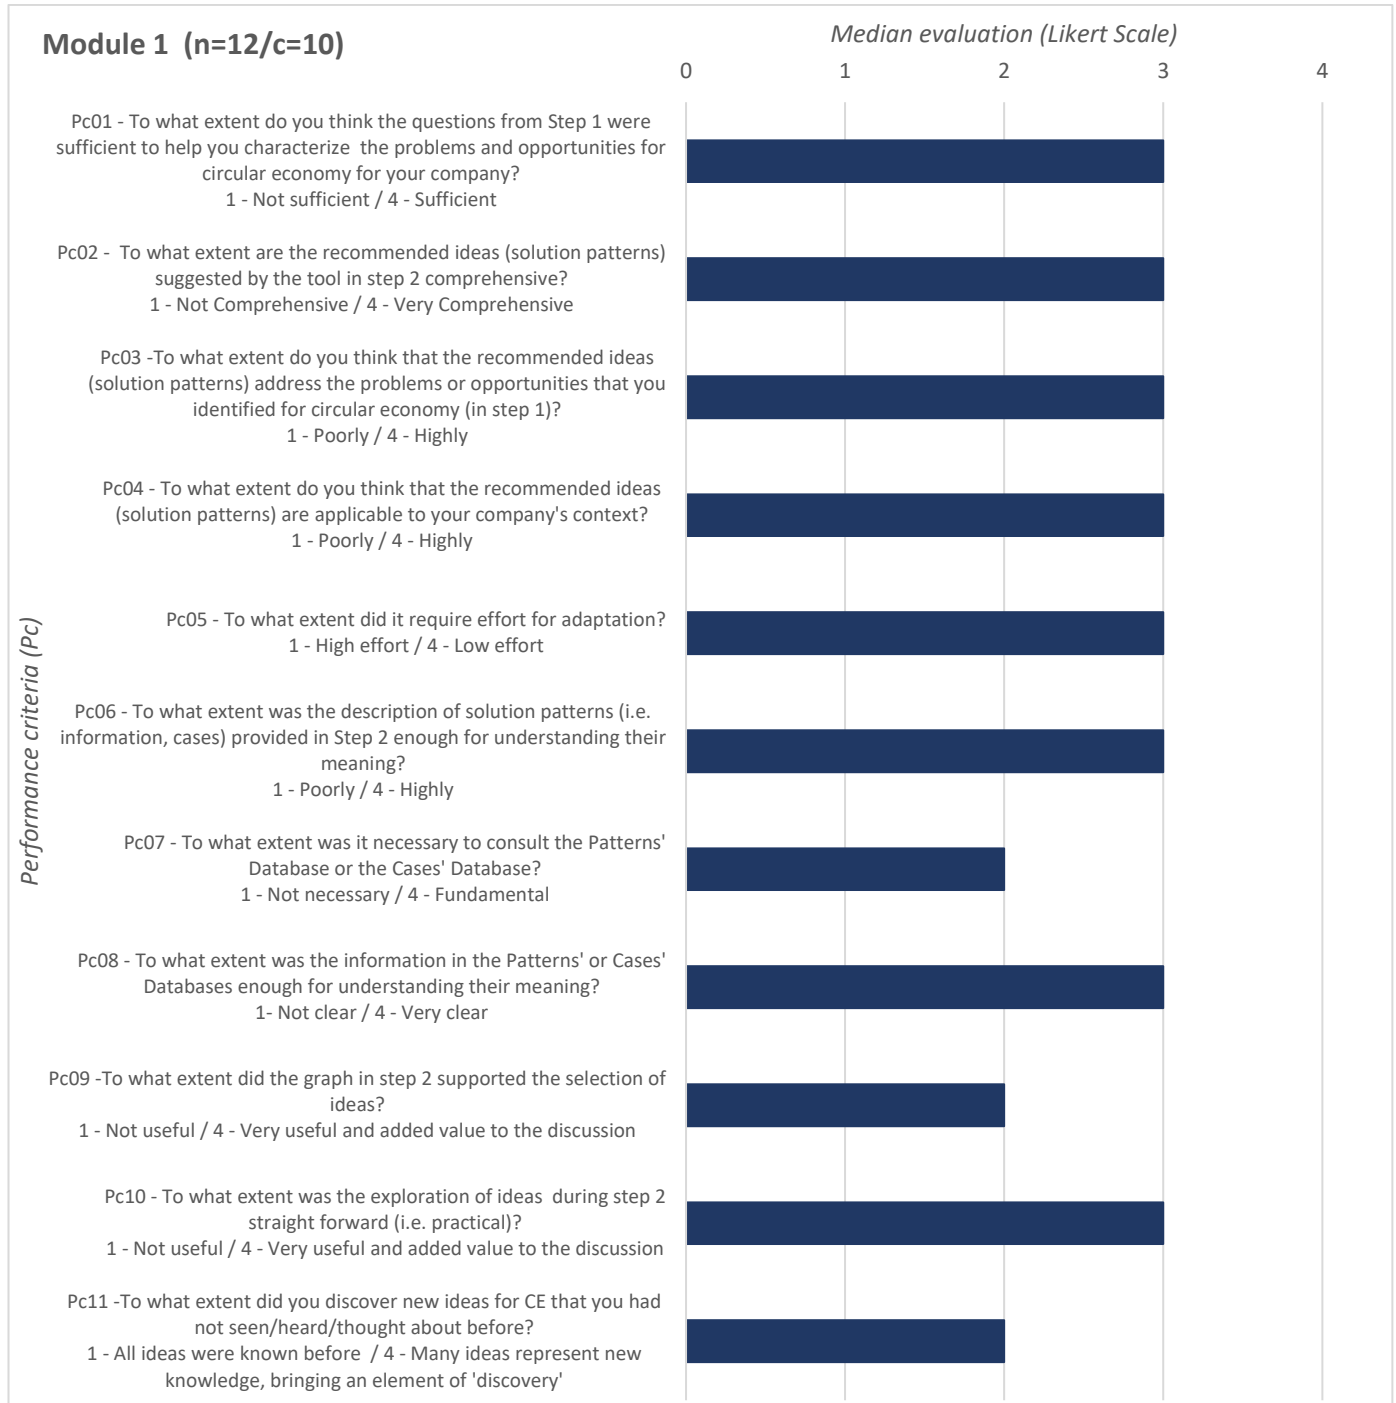 Module 1  (n=12/c=10)
Median evaluation (Likert Scale)
0 1 2 3 4
Performance criteria (Pc)
Pc01 - To what extent do you think the questions from Step 1 were
sufficient to help you characterize  the problems and opportunities for
circular economy for your company?
1 - Not sufficient / 4 - Sufficient
Pc02 -  To what extent are the recommended ideas (solution patterns)
suggested by the tool in step 2 comprehensive?
1 - Not Comprehensive / 4 - Very Comprehensive
Pc03 -To what extent do you think that the recommended ideas
(solution patterns) address the problems or opportunities that you
identified for circular economy (in step 1)?
1 - Poorly / 4 - Highly
Pc04 - To what extent do you think that the recommended ideas
(solution patterns) are applicable to your company's context?
1 - Poorly / 4 - Highly
Pc05 - To what extent did it require effort for adaptation?
1 - High effort / 4 - Low effort
Pc06 - To what extent was the description of solution patterns (i.e.
information, cases) provided in Step 2 enough for understanding their
meaning?
1 - Poorly / 4 - Highly
Pc07 - To what extent was it necessary to consult the Patterns'
Database or the Cases' Database?
1 - Not necessary / 4 - Fundamental
Pc08 - To what extent was the information in the Patterns' or Cases'
Databases enough for understanding their meaning?
1- Not clear / 4 - Very clear
Pc09 -To what extent did the graph in step 2 supported the selection of
ideas?
1 - Not useful / 4 - Very useful and added value to the discussion
Pc10 - To what extent was the exploration of ideas  during step 2
straight forward (i.e. practical)?
1 - Not useful / 4 - Very useful and added value to the discussion
Pc11 -To what extent did you discover new ideas for CE that you had
not seen/heard/thought about before?
1 - All ideas were known before  / 4 - Many ideas represent new
knowledge, bringing an element of 'discovery'